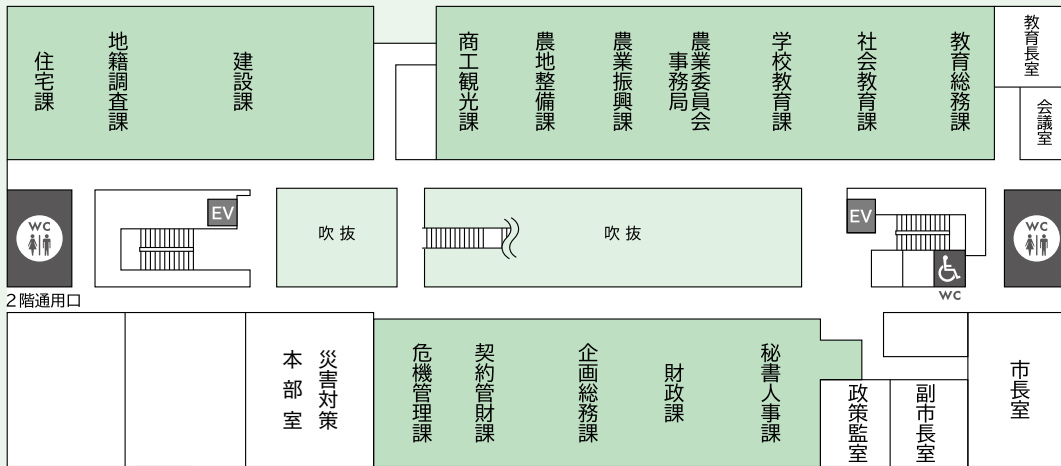 住宅課
地籍調査課
建設課
商工観光課
農地整備課
農業振興課
農業委員会
事務局
学校教育課
社会教育課
教育総務課
教育長室
会議室
WC
EV
吹抜
吹抜
EV
WC
WC
2階通用口
災害対策
本部室
危機管理課
契約管財課
企画総務課
財政課
秘書人事課
政策監室
副市長室
市長室